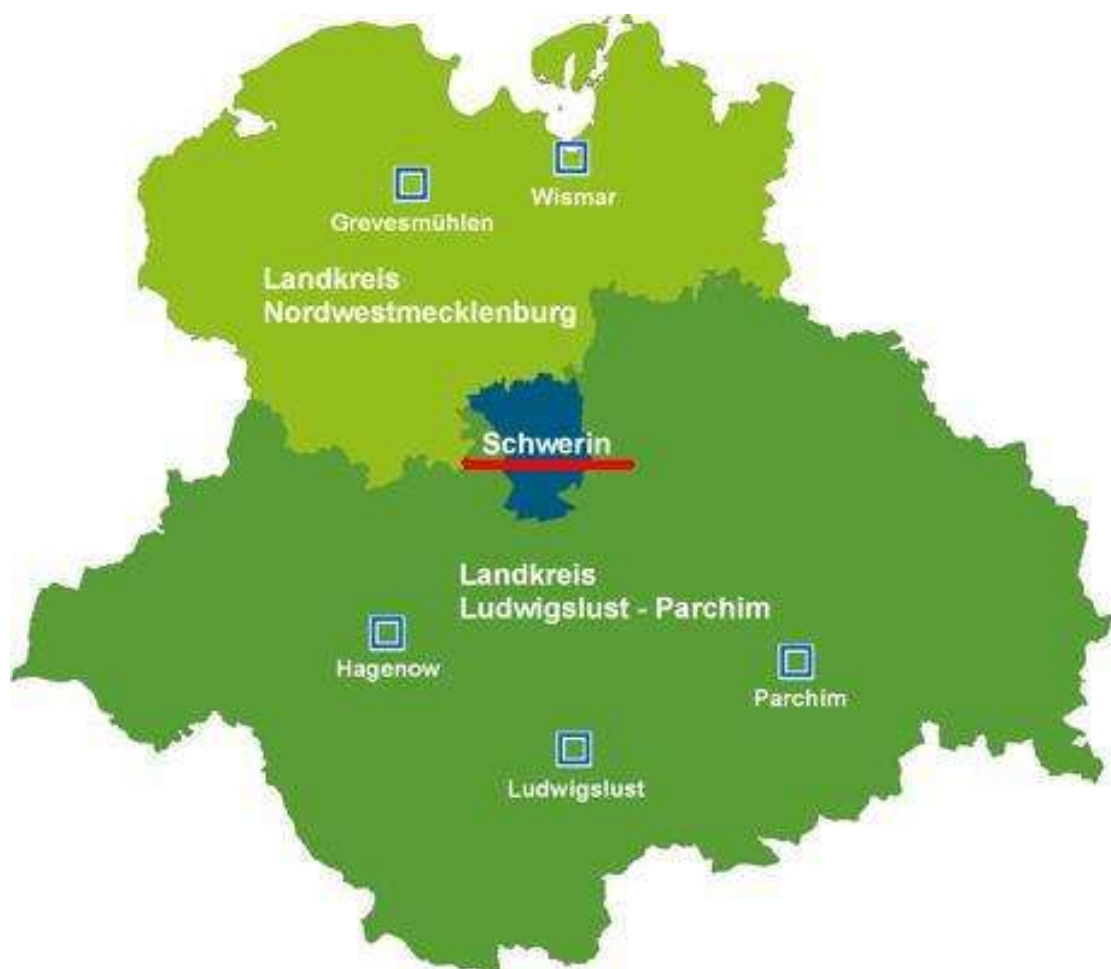 Wismar
Grevesmühlen
Landkreis
Nordwestmecklenburg
Schwerin
Landkreis
Ludwigslust - Parchim
Hagenow
Parchim
Ludwigslust